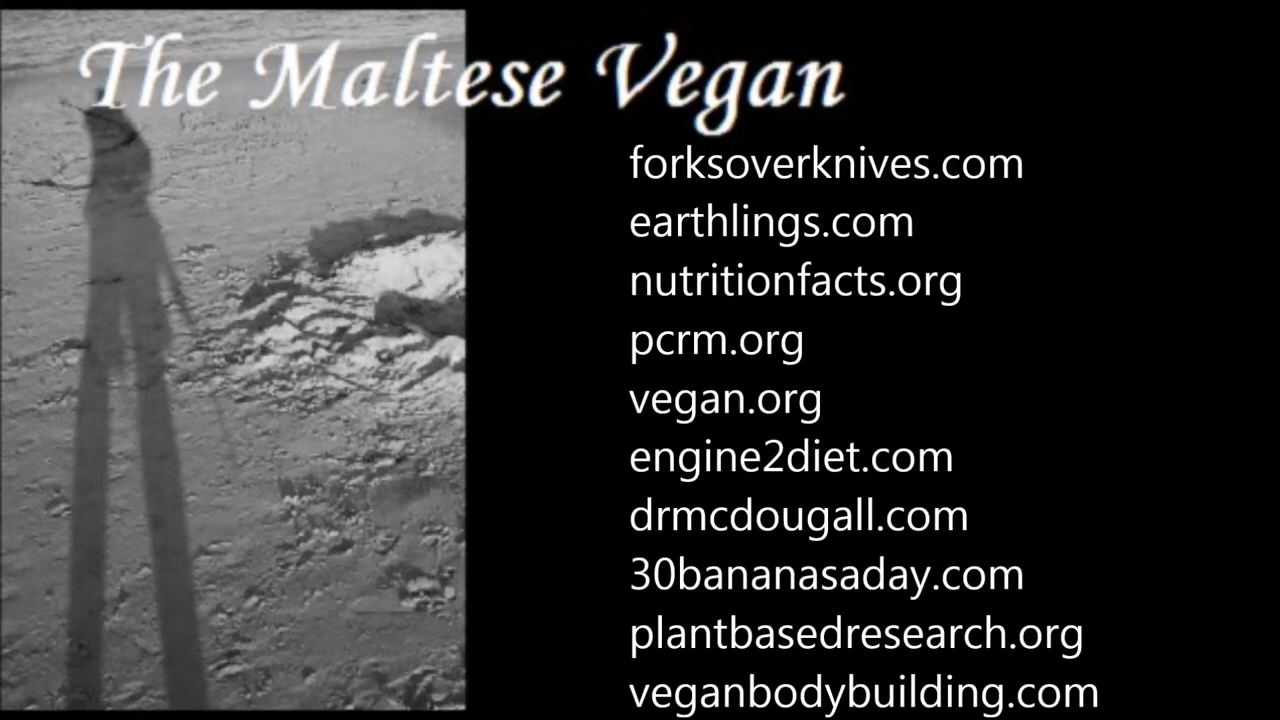 The Maltese Vegan
forksoverknives.com
earthlings.com
nutritionfacts.org
pcrm.org
vegan.org
engine2diet.com
drmcdougall.com
30bananasaday.com
plantbasedresearch.org
veganbodybuilding.com